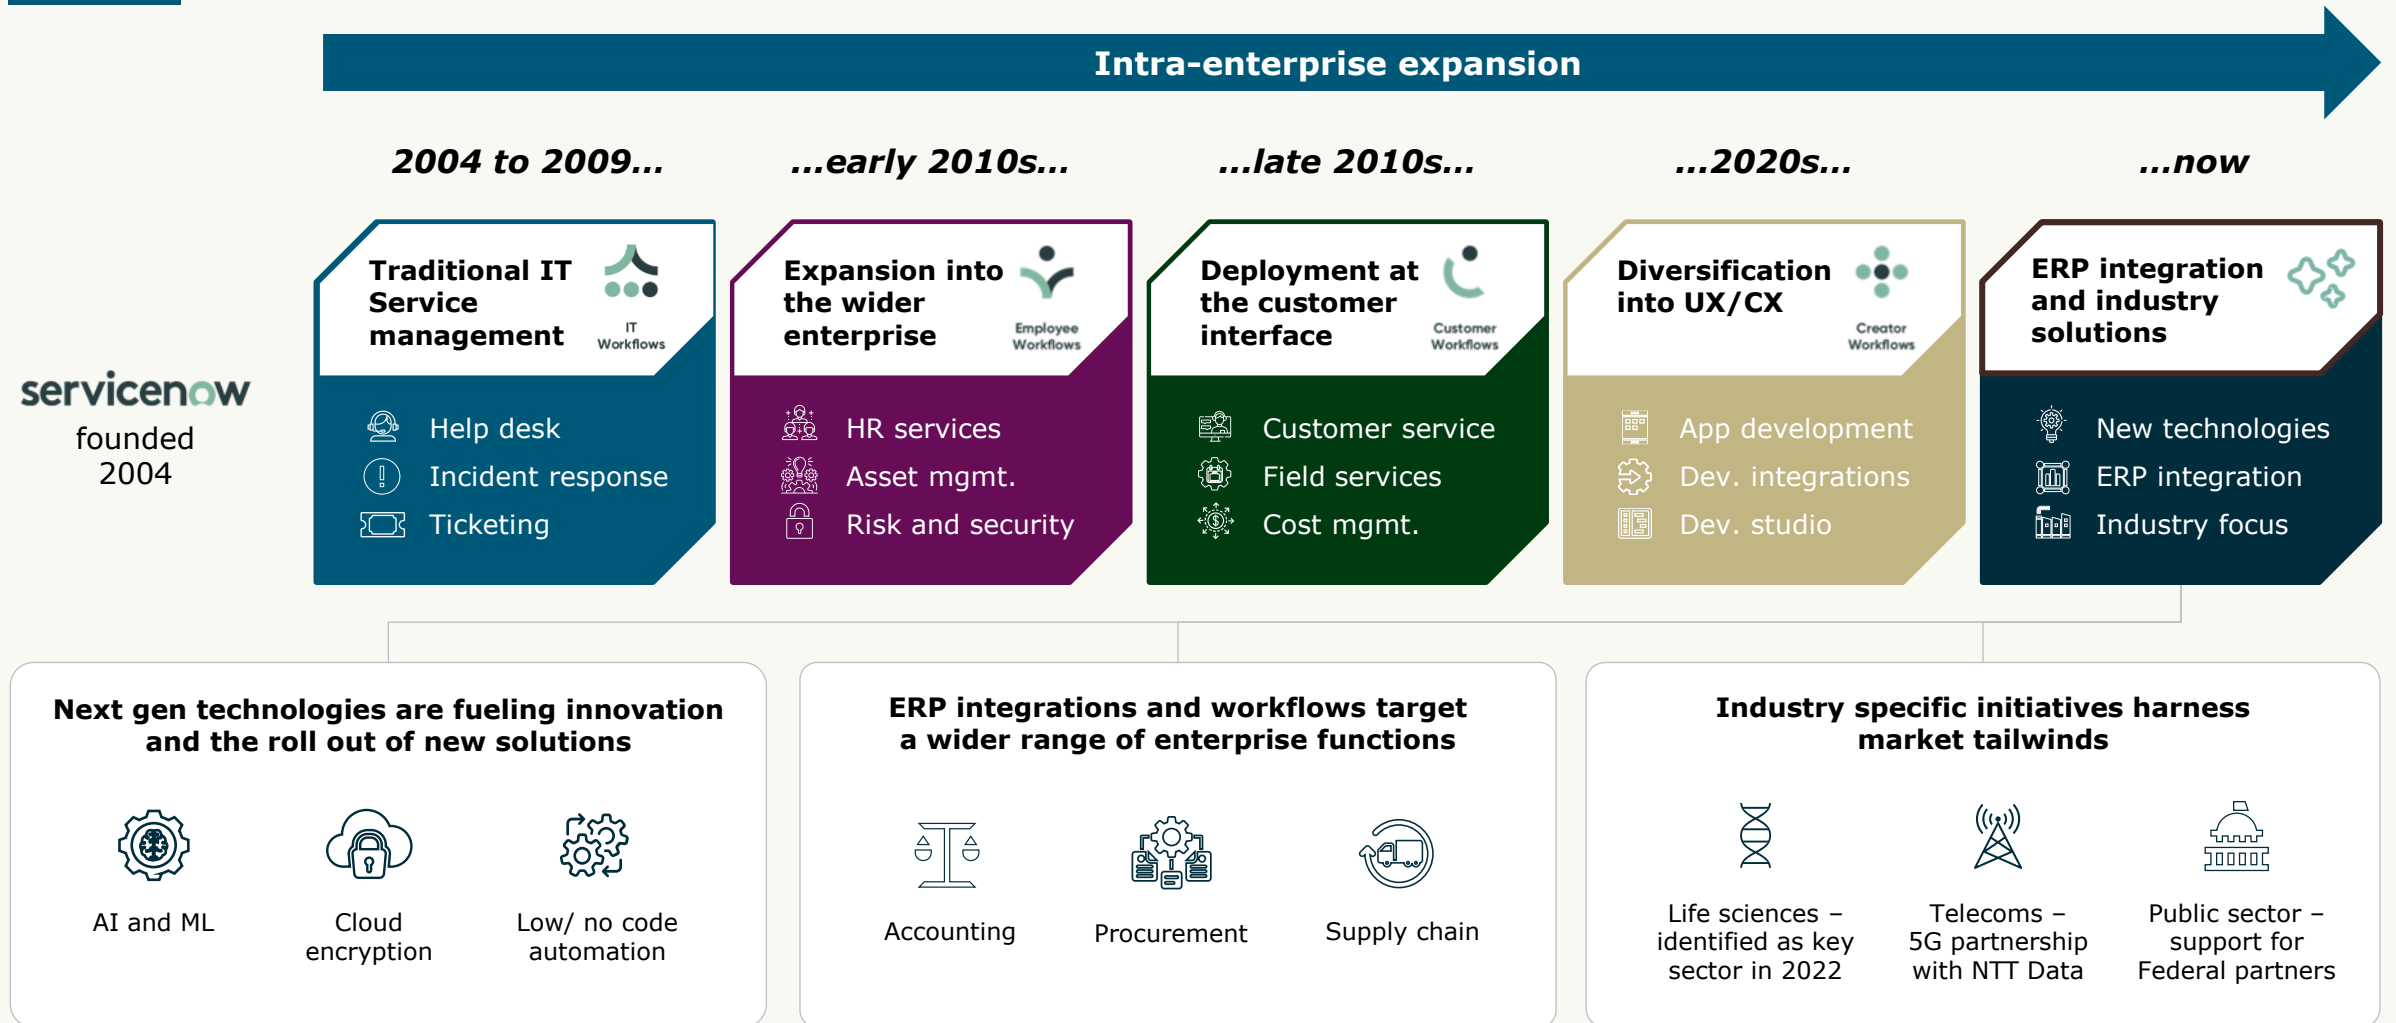 Intra-enterprise expansion
2004 to 2009...
...early 2010s...
...late 2010s...
...2020s...
...now
servicenow
founded
2004
Traditional IT
Service
management
IT
Workflows
Help desk
Incident response
Ticketing
Expansion into
the wider
enterprise
Employee
Workflows
HR services
Asset mgmt.
Risk and security
Deployment at
the customer
interface
Customer
Workflows
Customer service
Field services
Cost mgmt.
Diversification
into UX/CX
Creator
Workflows
App development
Dev. integrations
Dev. studio
ERP integration
and industry
solutions
New technologies
ERP integration
Industry focus
Next gen technologies are fueling innovation
and the roll out of new solutions
AI and ML
Cloud
encryption
Low/ no code
automation
ERP integrations and workflows target
a wider range of enterprise functions
Accounting
Procurement
Supply chain
Industry specific initiatives harness
market tailwinds
Life sciences –
identified as key
sector in 2022
Telecoms –
5G partnership
with NTT Data
Public sector –
support for
Federal partners